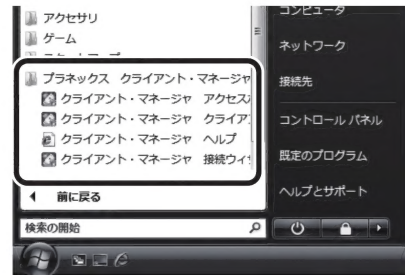 アクセサリ
ゲーム
プラネックス クライアント・マネージャ
クライアント・マネージャ アクセス
クライアント・マネージャ クライア
クライアント・マネージャ ヘルプ
クライアント・マネージャ 接続ウィ
前に戻る
検索の開始
コンピュータ
ネットワーク
接続先
コントロール パネル
既定のプログラム
ヘルプとサポート